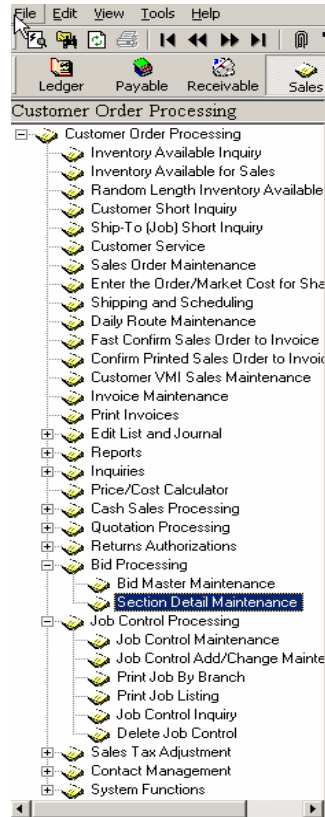 File Edit View Tools Help
Ledger Payable Receivable Sales
Customer Order Processing
Customer Order Processing
Inventory Available Inquiry
Inventory Available for Sales
Random Length Inventory Available
Customer Short Inquiry
Ship-To (Job) Short Inquiry
Customer Service
Sales Order Maintenance
Enter the Order/Market Cost for Sha
Shipping and Scheduling
Daily Route Maintenance
Fast Confirm Sales Order to Invoice
Confirm Printed Sales Order to Invoic
Customer VMI Sales Maintenance
Invoice Maintenance
Print Invoices
Edit List and Journal
Reports
Inquiries
Price/Cost Calculator
Cash Sales Processing
Quotation Processing
Returns Authorizations
Bid Processing
Bid Master Maintenance
Section Detail Maintenance
Job Control Processing
Job Control Maintenance
Job Control Add/Change Mainte
Print Job By Branch
Print Job Listing
Job Control Inquiry
Delete Job Control
Sales Tax Adjustment
Contact Management
System Functions